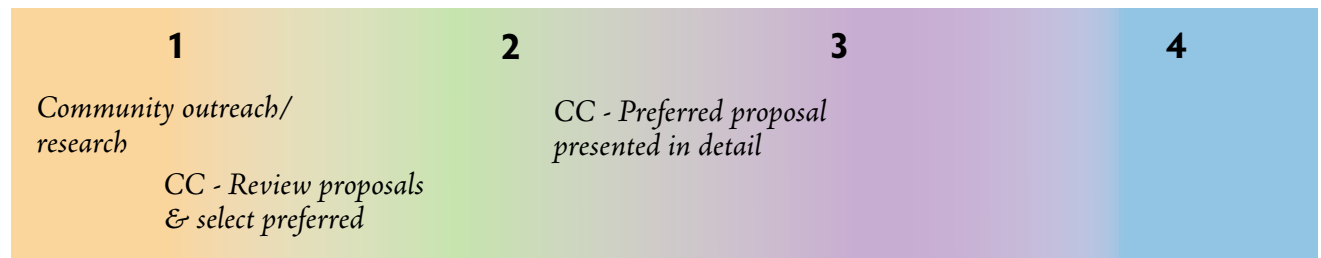 1 2 3 4
Community outreach/
research
CC - Review proposals
& select preferred
CC - Preferred proposal
presented in detail